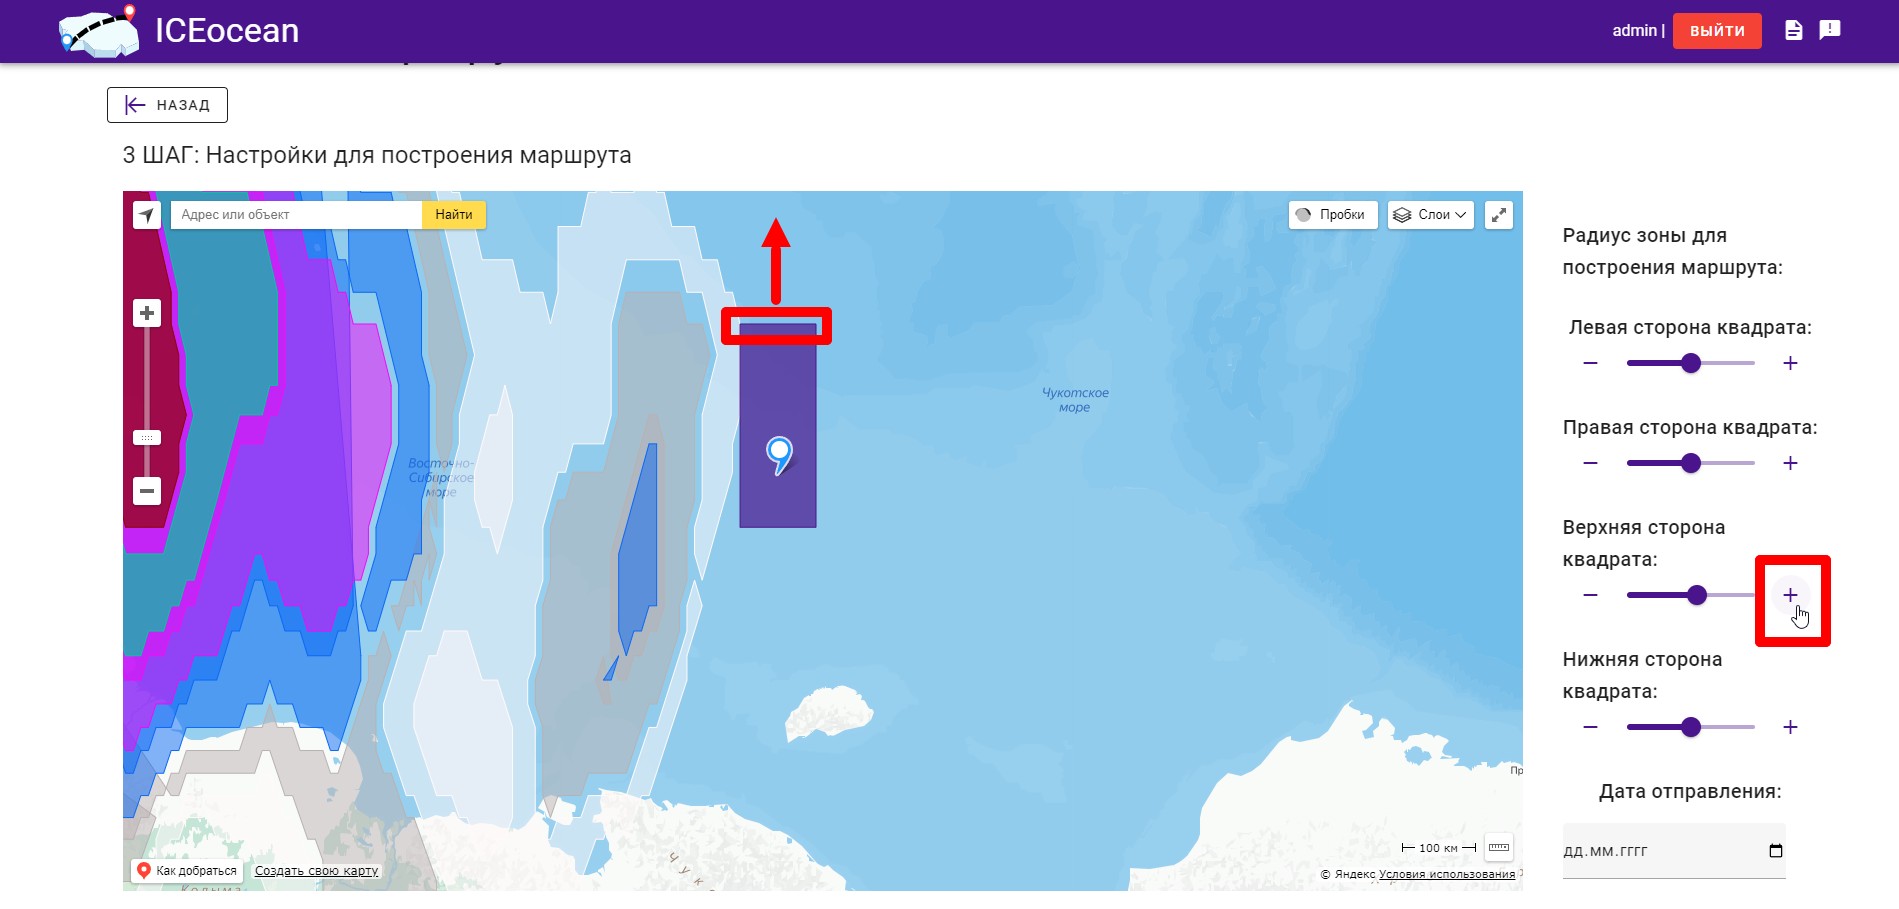 ICEocean
admin |
ВЫЙТИ
НАЗАД
3 ШАГ: Настройки для построения маршрута
Адрес или объект
Найти
Пробки
Слои
Чукотское
море
Восточно-
Сибирское
море
100 км
Как добраться
Создать свою карту
© Яндекс Условия использования
Радиус зоны для
построения маршрута:
Левая сторона квадрата:
− +
Правая сторона квадрата:
− +
Верхняя сторона
квадрата:
− +
Нижняя сторона
квадрата:
− +
Дата отправления:
ДД.ММ.ГГГГ